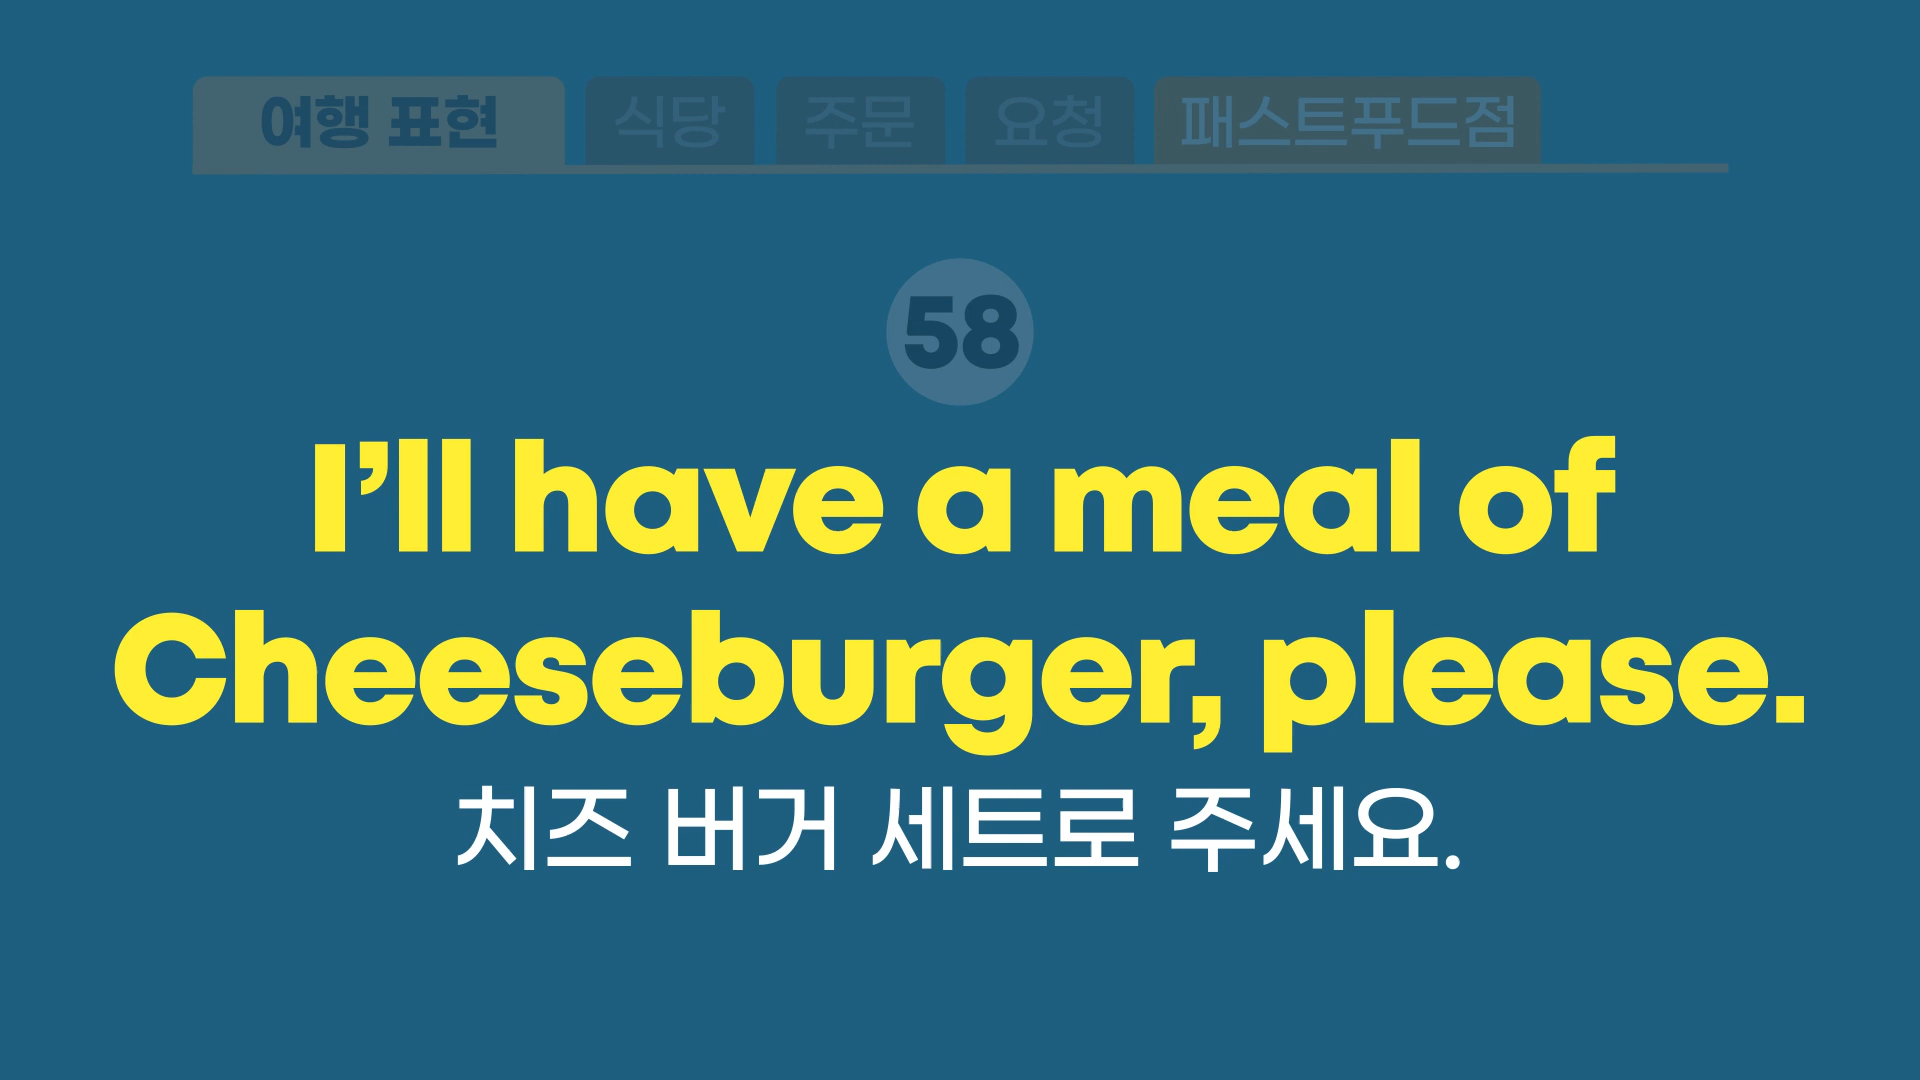 여행 표현 식당 주문 요청 패스트푸드점
58
I’ll have a meal of
Cheeseburger, please.
치즈 버거 세트로 주세요.